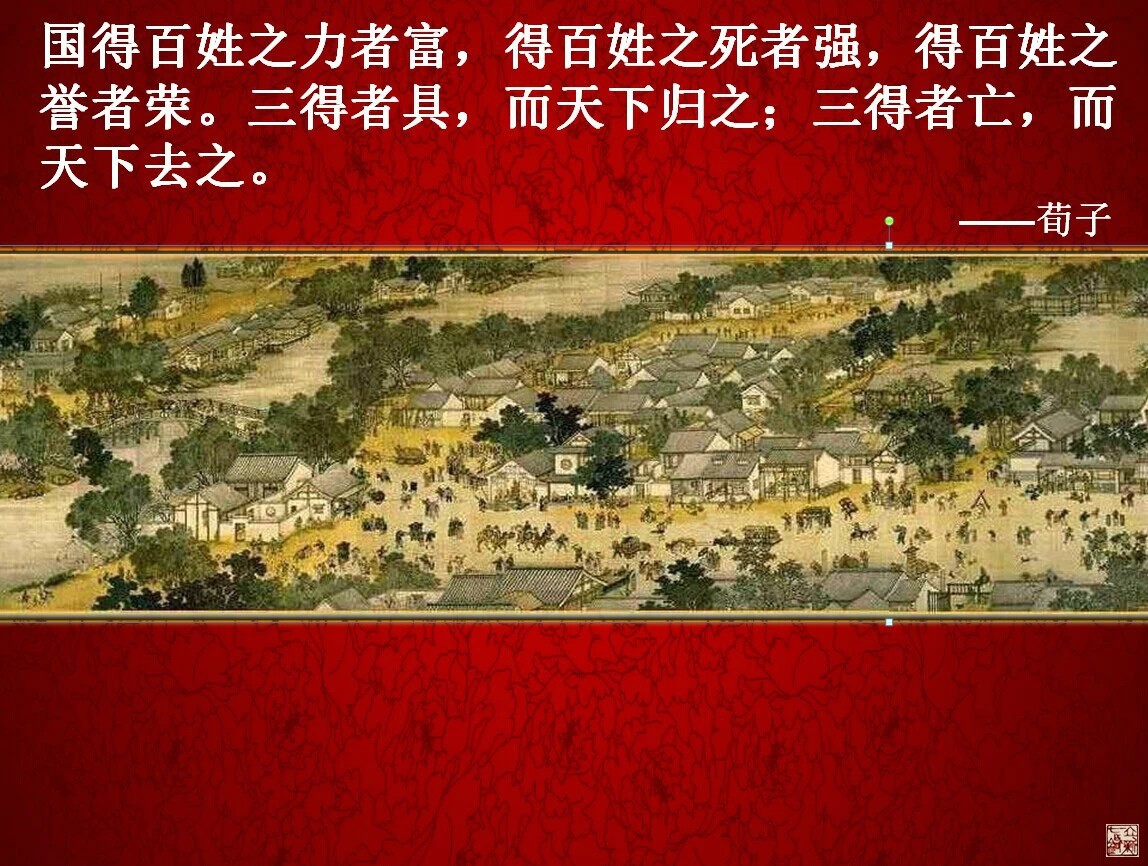 国得百姓之力者富，得百姓之死者强，得百姓之
誉者荣。三得者具，而天下归之；三得者亡，而
天下去之。
——荀子